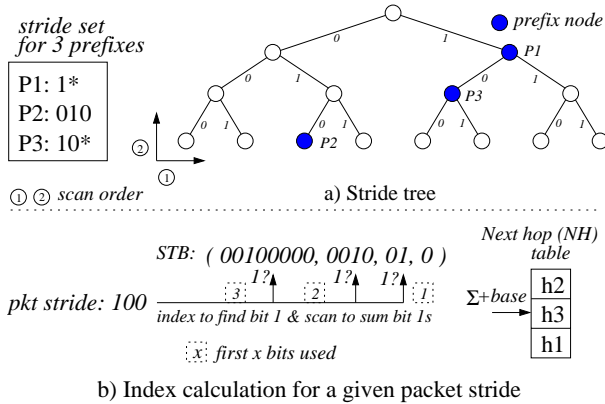 stride set
for 3 prefixes
P1: 1*
P2: 010
P3: 10*
prefix node
0 1
P1
0 1 0 1
P3
0 1 0 1 0 1 0 1
P2
2
1
1 2 scan order
a) Stride tree
STB: ( 00100000, 0010, 01, 0 )
1? 1? 1?
3 2 1
pkt stride: 100
index to find bit 1 & scan to sum bit 1s
x first x bits used
Next hop (NH)
table
Σ+base
h2
h3
h1
b) Index calculation for a given packet stride